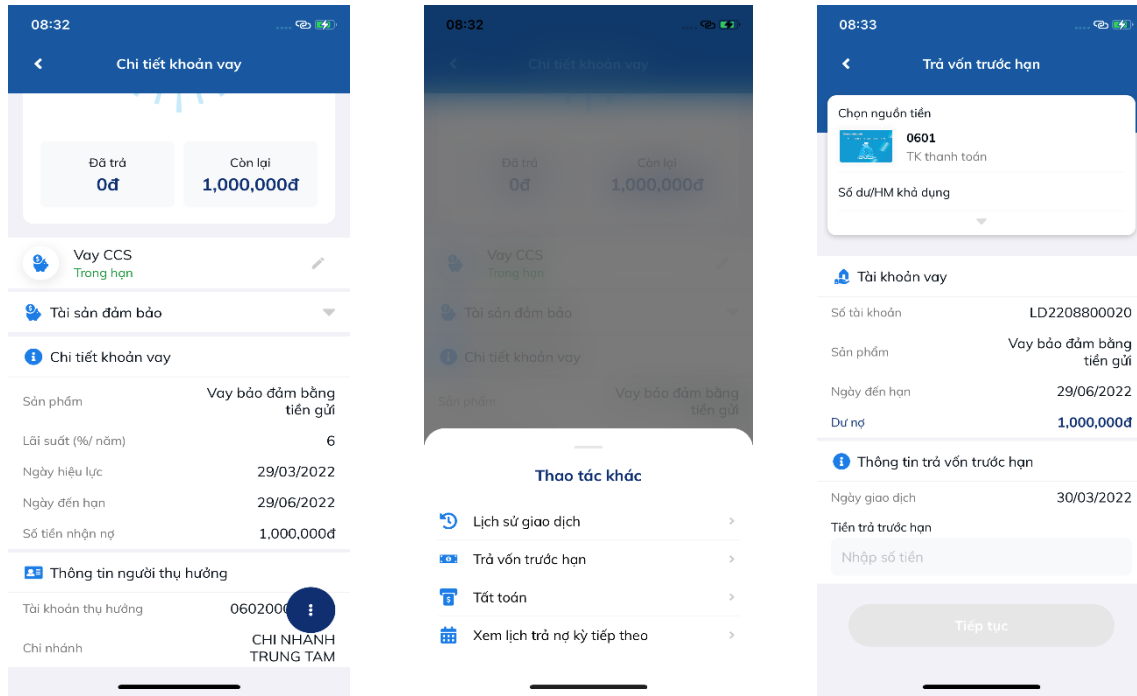 08:32
Chi tiết khoản vay
Đã trả
0đ
Còn lại
1,000,000đ
Vay CCS
Trong hạn
Tài sản đảm bảo
Chi tiết khoản vay
Sản phẩm
Vay bảo đảm bằng
tiền gửi
Lãi suất (%/ năm)
6
Ngày hiệu lực
29/03/2022
Ngày đến hạn
29/06/2022
Số tiền nhận nợ
1,000,000đ
Thông tin người thụ hưởng
Tài khoản thụ hưởng
060200
Chi nhánh
CHI NHANH
TRUNG TAM
08:32
Chi tiết khoản vay
Đã trả
0đ
Còn lại
1,000,000đ
Vay CCS
Trong hạn
Tài sản đảm bảo
Chi tiết khoản vay
Sản phẩm
Vay bảo đảm bằng
tiền gửi
Thao tác khác
Lịch sử giao dịch
Trả vốn trước hạn
Tất toán
Xem lịch trả nợ kỳ tiếp theo
08:33
Trả vốn trước hạn
Chọn nguồn tiền
0601
TK thanh toán
Số dư/HM khả dụng
Tài khoản vay
Số tài khoản
LD2208800020
Sản phẩm
Vay bảo đảm bằng
tiền gửi
Ngày đến hạn
29/06/2022
Dư nợ
1,000,000đ
Thông tin trả vốn trước hạn
Ngày giao dịch
30/03/2022
Tiền trả trước hạn
Nhập số tiền
Tiếp tục